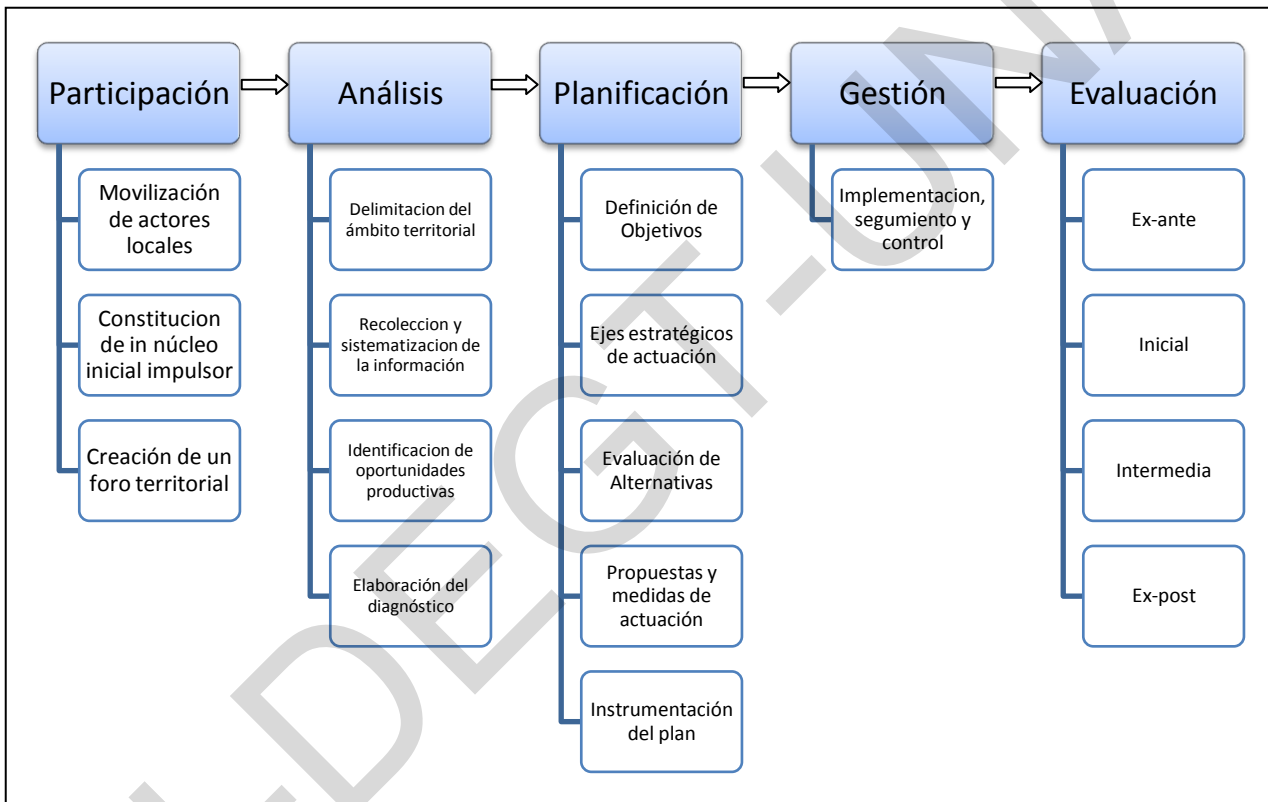 Participación
Movilización
de actores
locales
Constitucion
de in núcleo
inicial impulsor
Creación de un
foro territorial
Análisis
Delimitacion del
ámbito territorial
Recoleccion y
sistematizacion de
la información
Identificacion de
oportunidades
productivas
Elaboración del
diagnóstico
Planificación
Definición de
Objetivos
Ejes estratégicos
de actuación
Evaluación de
Alternativas
Propuestas y
medidas de
actuación
Instrumentación
del plan
Gestión
Implementacion,
segumiento y
control
Evaluación
Ex-ante
Inicial
Intermedia
Ex-post